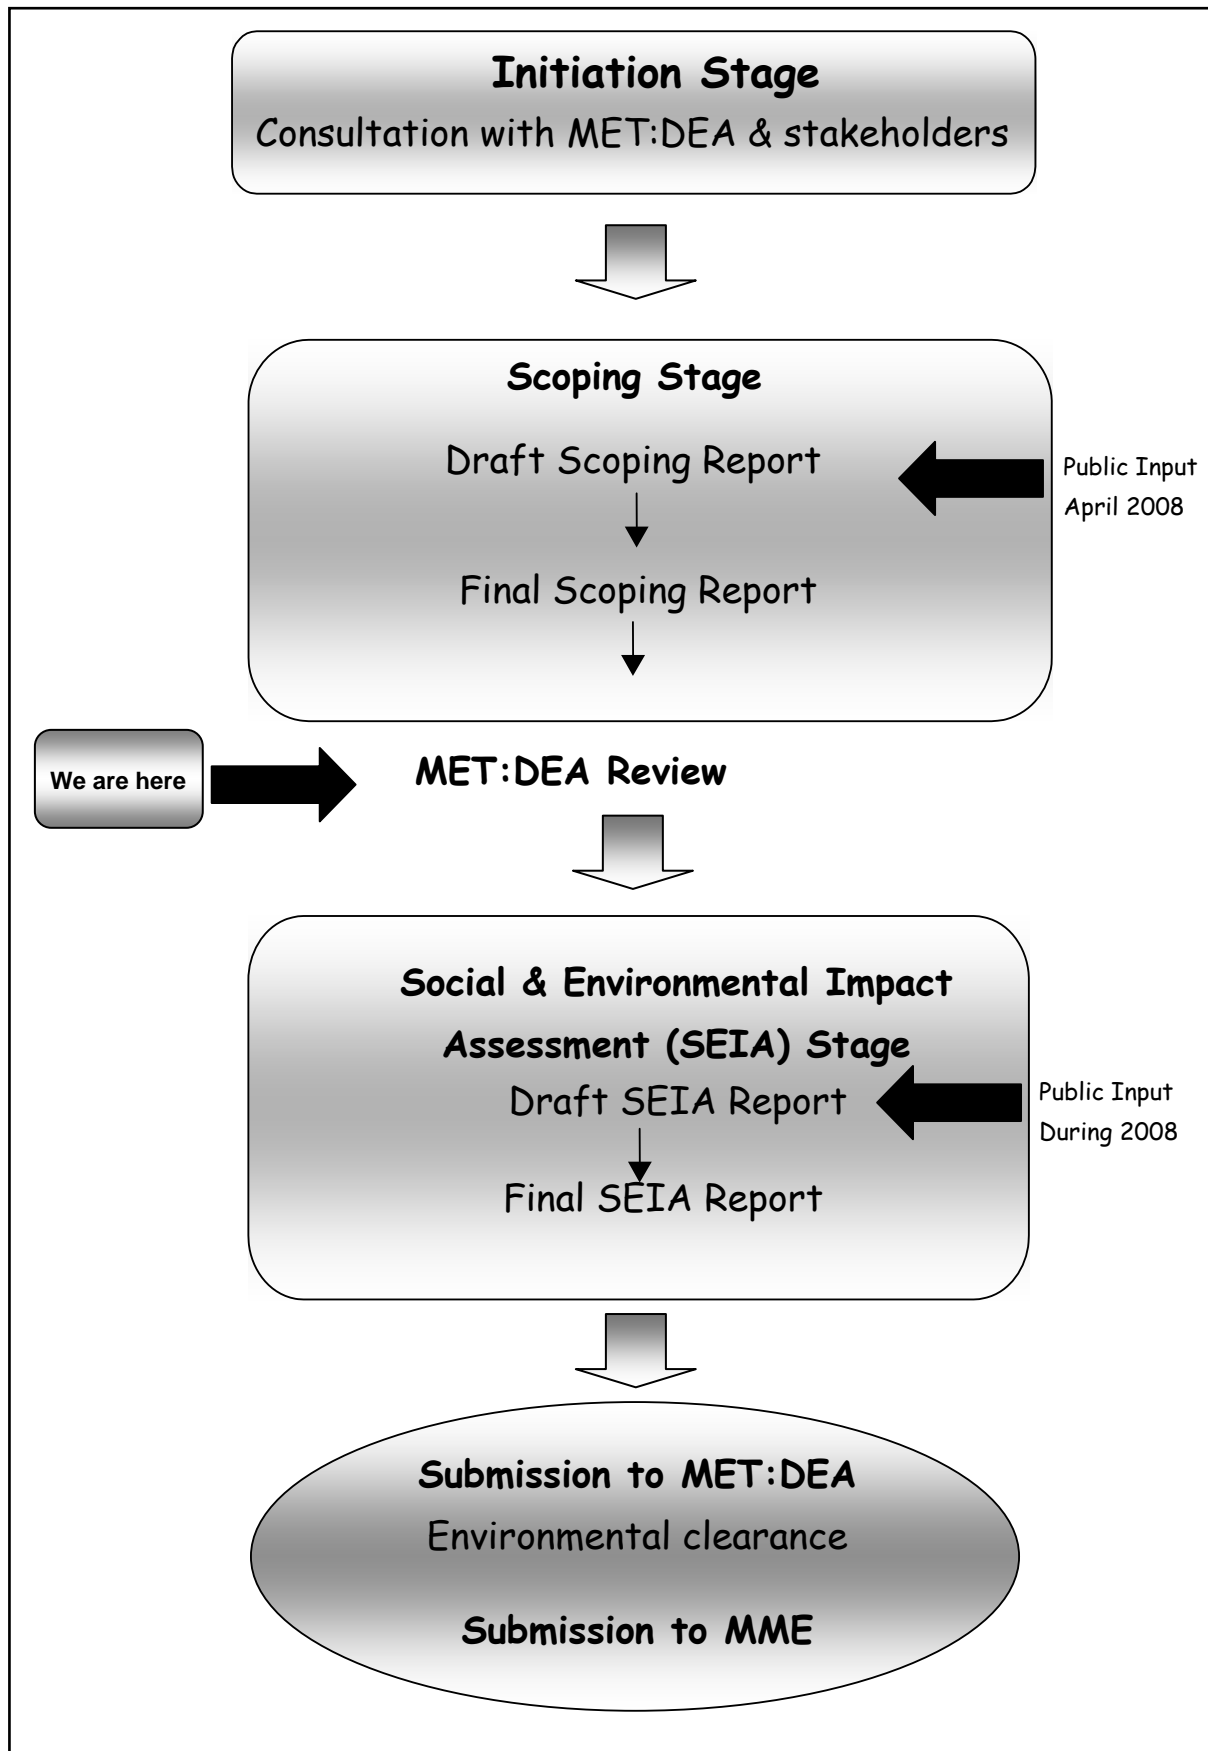 Initiation Stage
Consultation with MET:DEA & stakeholders
Scoping Stage
Draft Scoping Report
Public Input
April 2008
Final Scoping Report
We are here
MET:DEA Review
Social & Environmental Impact
Assessment (SEIA) Stage
Draft SEIA Report
Public Input
During 2008
Final SEIA Report
Submission to MET:DEA
Environmental clearance
Submission to MME